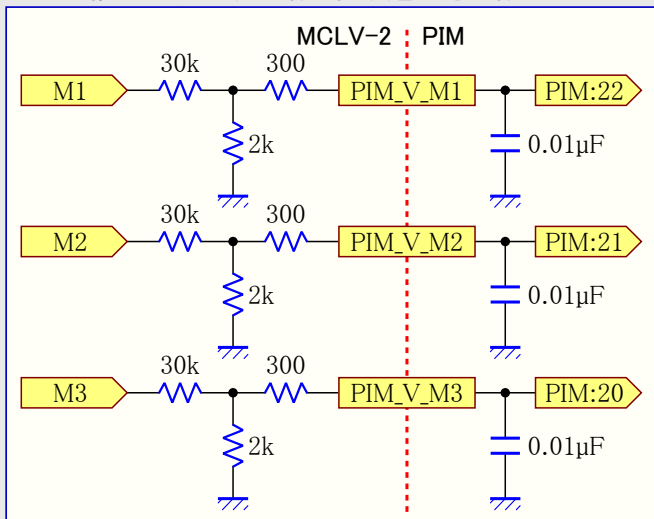 MCLV-2 PIM
30k 300
M1 PIM_V_M1 PIM:22
2k 0.01µF
30k 300
M2 PIM_V_M2 PIM:21
2k 0.01µF
30k 300
M3 PIM_V_M3 PIM:20
2k 0.01µF